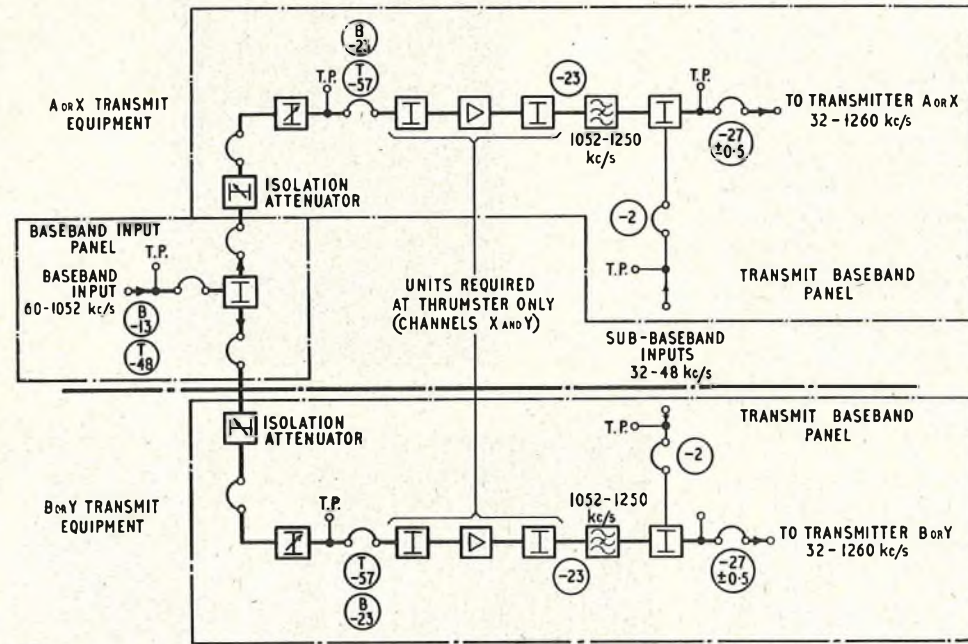 B
-23
T
-57
T.P.
-23
T.P.
A OR X TRANSMIT
EQUIPMENT
TO TRANSMITTER A OR X
32-1260 kc/s
1052-1250
kc/s
-27
±0·5
ISOLATION
ATTENUATOR
-2
BASEBAND INPUT
PANEL
T.P.
BASEBAND
INPUT
60-1052 kc/s
B
-13
T
-48
T.P.
UNITS REQUIRED
AT THRUMSTER ONLY
(CHANNELS X AND Y)
TRANSMIT BASEBAND
PANEL
SUB-BASEBAND
INPUTS
32-48 kc/s
ISOLATION
ATTENUATOR
T.P.
TRANSMIT BASEBAND
PANEL
-2
B OR Y TRANSMIT
EQUIPMENT
T.P.
1052-1250
kc/s
TO TRANSMITTER B OR Y
32-1260 kc/s
T
-57
-23
-27
±0·5
B
-23